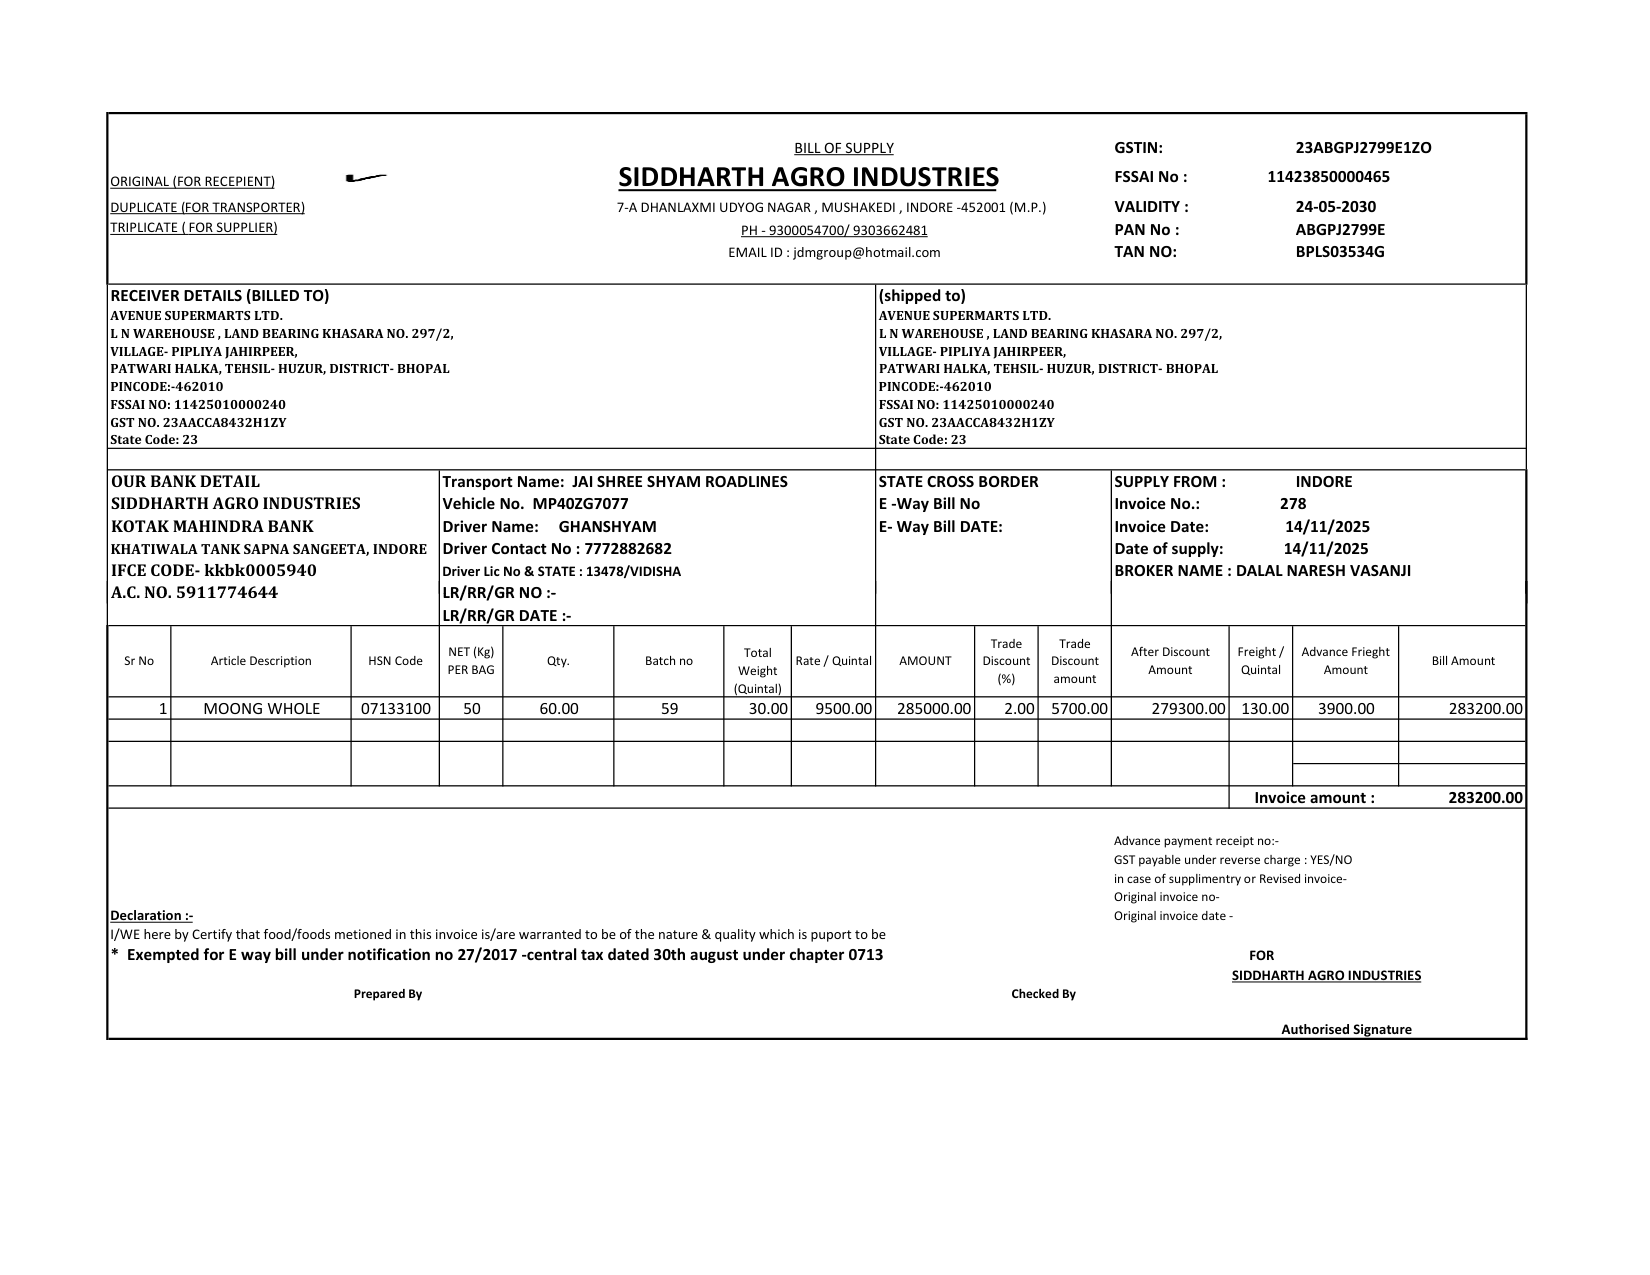 BILL OF SUPPLY
SIDDHARTH AGRO INDUSTRIES
7-A DHANLAXMI UDYOG NAGAR , MUSHAKEDI , INDORE -452001 (M.P.)
PH - 9300054700/ 9303662481
EMAIL ID : jdmgroup@hotmail.com
ORIGINAL (FOR RECEPIENT)
DUPLICATE (FOR TRANSPORTER)
TRIPLICATE ( FOR SUPPLIER)
GSTIN: 23ABGPJ2799E1ZO
FSSAI No : 11423850000465
VALIDITY : 24-05-2030
PAN No : ABGPJ2799E
TAN NO: BPLS03534G
RECEIVER DETAILS (BILLED TO)
AVENUE SUPERMARTS LTD.
L N WAREHOUSE , LAND BEARING KHASARA NO. 297/2,
VILLAGE- PIPLIYA JAHIRPEER,
PATWARI HALKA, TEHSIL- HUZUR, DISTRICT- BHOPAL
PINCODE:-462010
FSSAI NO: 11425010000240
GST NO. 23AACCA8432H1ZY
State Code: 23
(shipped to)
AVENUE SUPERMARTS LTD.
L N WAREHOUSE , LAND BEARING KHASARA NO. 297/2,
VILLAGE- PIPLIYA JAHIRPEER,
PATWARI HALKA, TEHSIL- HUZUR, DISTRICT- BHOPAL
PINCODE:-462010
FSSAI NO: 11425010000240
GST NO. 23AACCA8432H1ZY
State Code: 23
OUR BANK DETAIL
SIDDHARTH AGRO INDUSTRIES
KOTAK MAHINDRA BANK
KHATIWALA TANK SAPNA SANGEETA, INDORE
IFCE CODE- kkbk0005940
A.C. NO. 5911774644
Transport Name: JAI SHREE SHYAM ROADLINES
Vehicle No. MP40ZG7077
Driver Name: GHANSHYAM
Driver Contact No : 7772882682
Driver Lic No & STATE : 13478/VIDISHA
LR/RR/GR NO :-
LR/RR/GR DATE :-
STATE CROSS BORDER
E -Way Bill No
E- Way Bill DATE:
SUPPLY FROM : INDORE
Invoice No.: 278
Invoice Date: 14/11/2025
Date of supply: 14/11/2025
BROKER NAME : DALAL NARESH VASANJI
Sr No
Article Description
HSN Code
NET (Kg)
PER BAG
Qty.
Batch no
Total
Weight
(Quintal)
Rate / Quintal
AMOUNT
Trade
Discount
(%)
Trade
Discount
amount
After Discount
Amount
Freight /
Quintal
Advance Frieght
Amount
Bill Amount
1 MOONG WHOLE 07133100 50 60.00 59 30.00 9500.00 285000.00 2.00 5700.00 279300.00 130.00 3900.00 283200.00
Invoice amount : 283200.00
Advance payment receipt no:-
GST payable under reverse charge : YES/NO
in case of supplimentry or Revised invoice-
Original invoice no-
Original invoice date -
Declaration :-
I/WE here by Certify that food/foods metioned in this invoice is/are warranted to be of the nature & quality which is puport to be
* Exempted for E way bill under notification no 27/2017 -central tax dated 30th august under chapter 0713
FOR
SIDDHARTH AGRO INDUSTRIES
Prepared By
Checked By
Authorised Signature